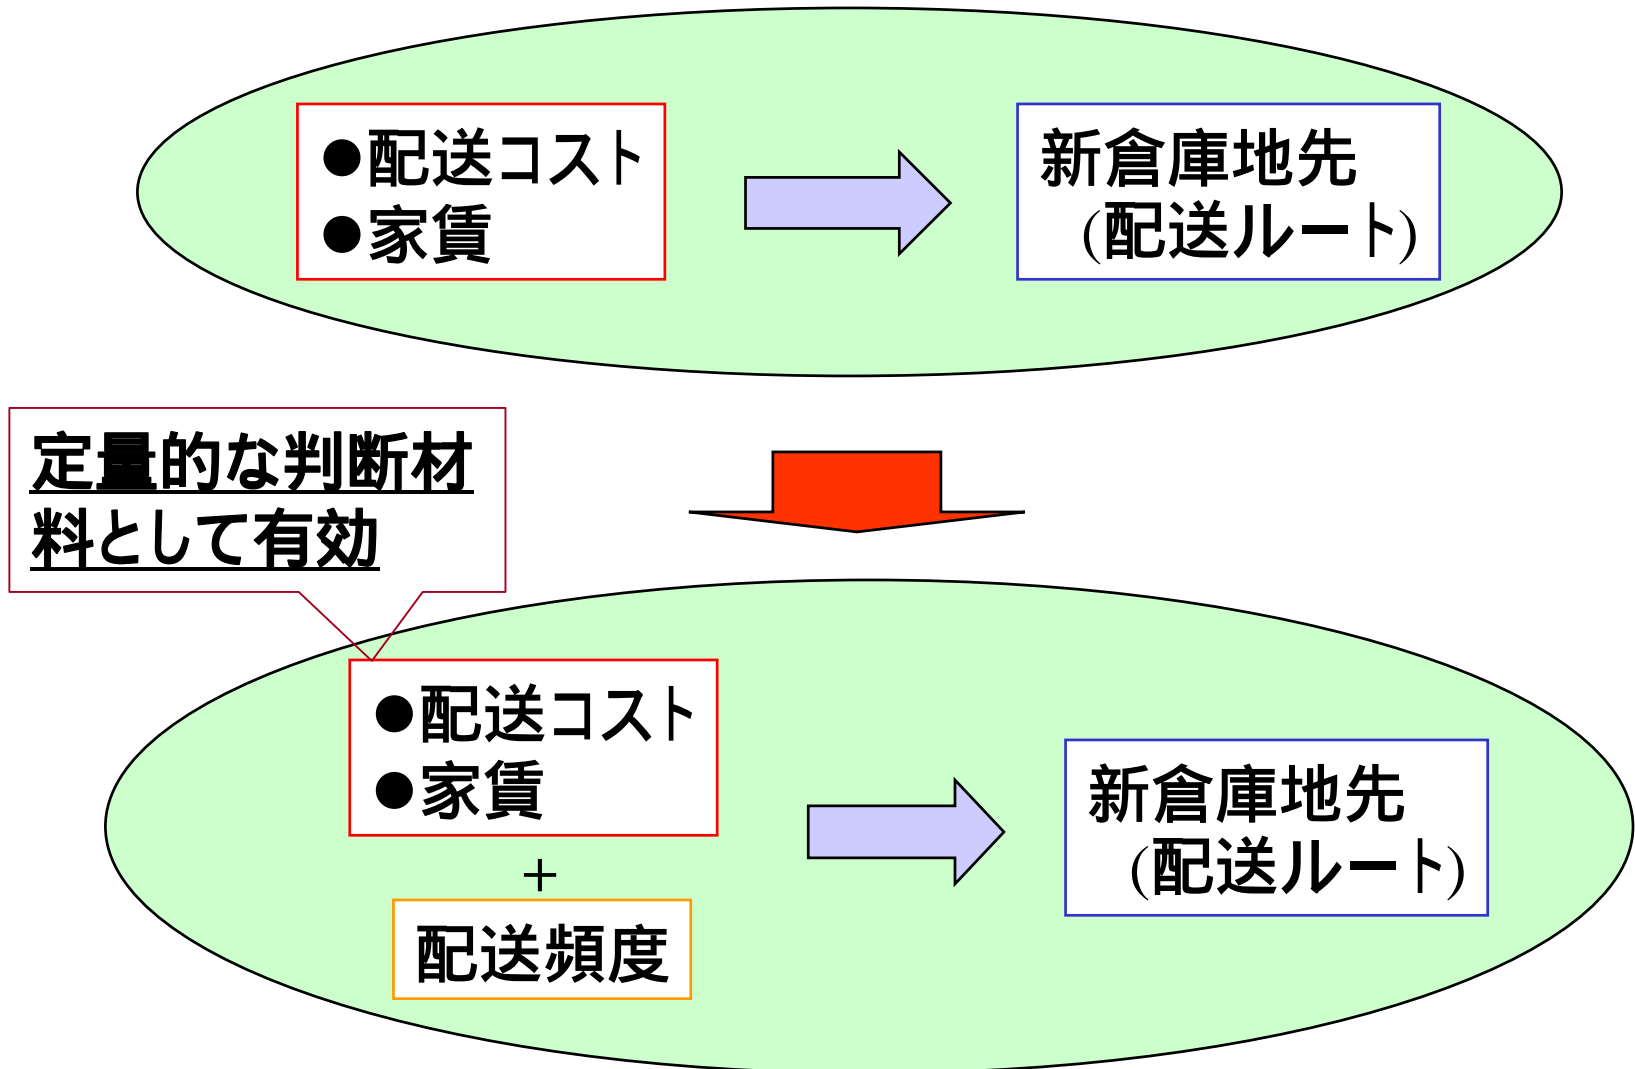 ●配送コスト
●家賃
新倉庫地先
(配送ルート)
定量的な判断材
料として有効
●配送コスト
●家賃
+
配送頻度
新倉庫地先
(配送ルート)